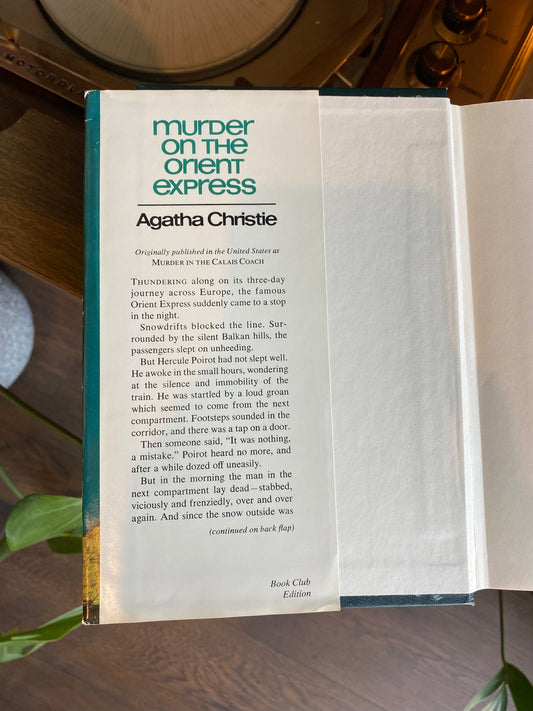 MOTOROLA
murder
on the
orient
express
Agatha Christie
Originally published in the United States as
MURDER IN THE CALAIS COACH
THUNDERING along on its three-day
journey across Europe, the famous
Orient Express suddenly came to a stop
in the night.
Snowdrifts blocked the line. Sur-
rounded by the silent Balkan hills, the
passengers slept on unheeding.
But Hercule Poirot had not slept well.
He awoke in the small hours, wondering
at the silence and immobility of the
train. He was startled by a loud groan
which seemed to come from the next
compartment. Footsteps sounded in the
corridor, and there was a tap on a door.
Then someone said, “It was nothing,
a mistake.” Poirot heard no more, and
after a while dozed off uneasily.
But in the morning the man in the
next compartment lay dead—stabbed,
viciously and frenziedly, over and over
again. And since the snow outside was
(continued on back flap)
Book Club
Edition